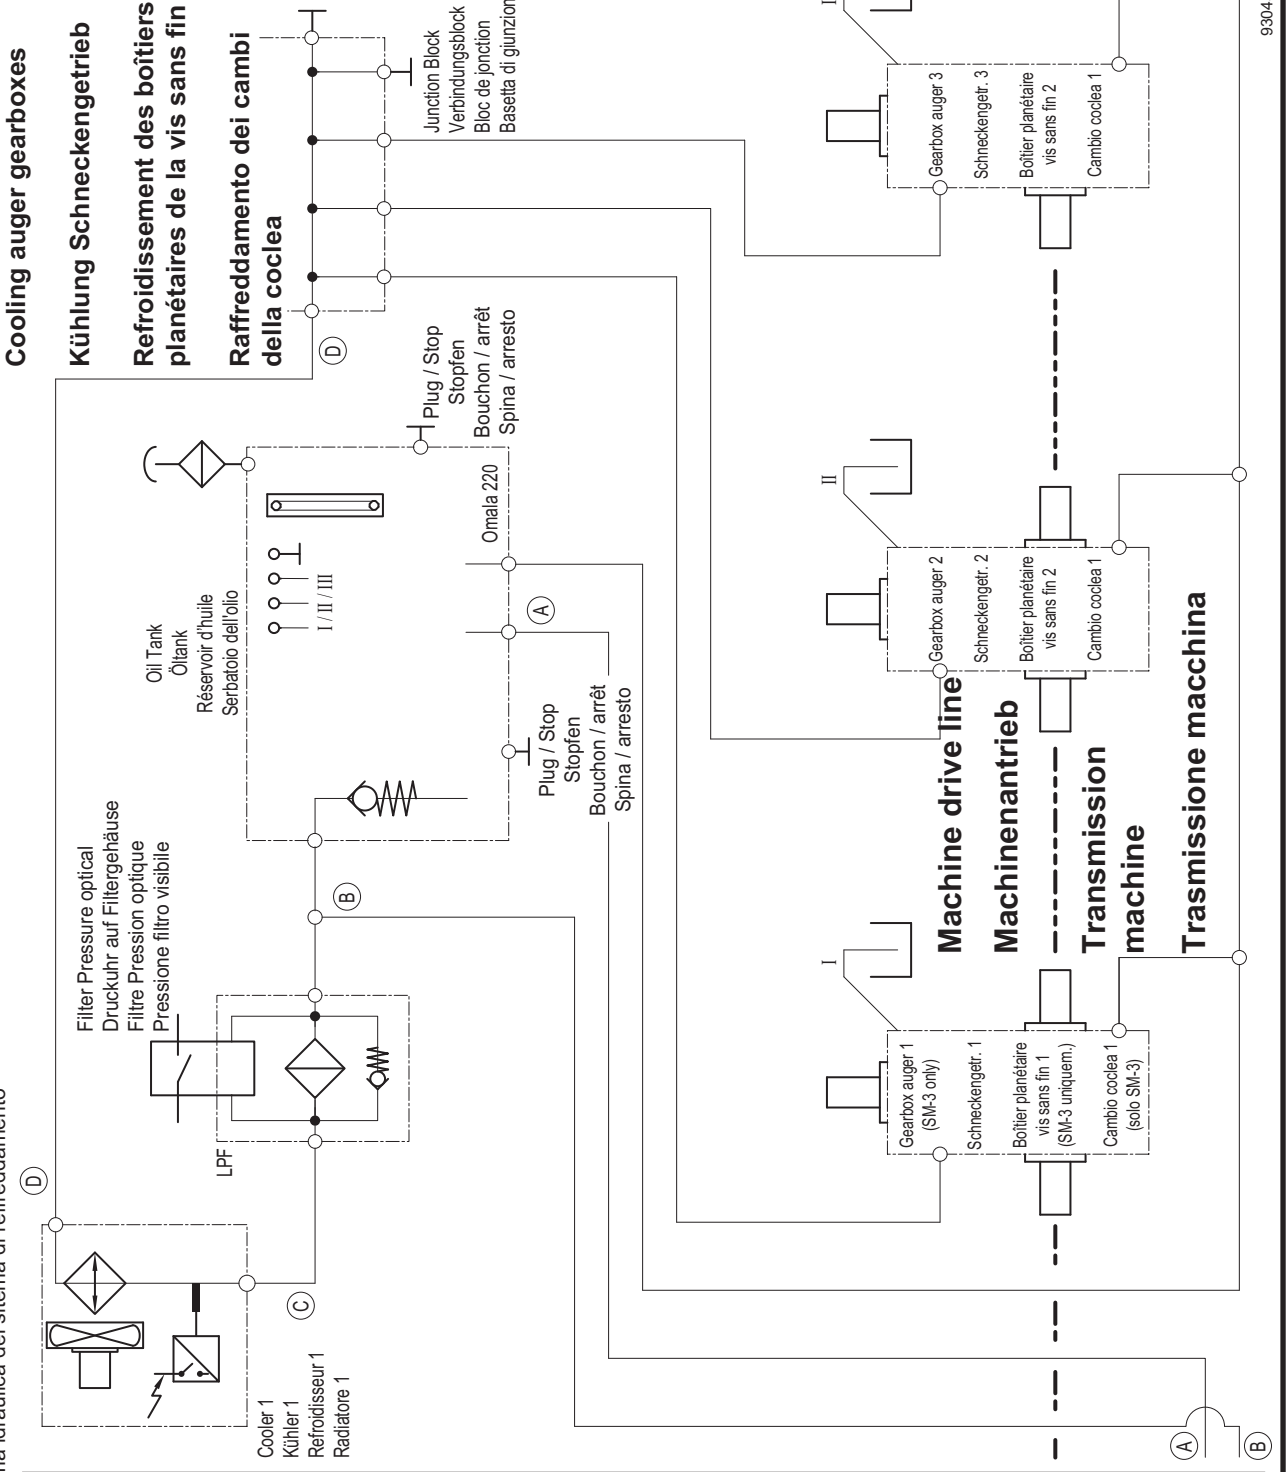 Cooling auger gearboxes
Kühlung Schneckengetrieb
Refroidissement des boîtiers
planétaires de la vis sans fin
Raffreddamento dei cambi
della coclea
Junction Block
Verbindungsblock
Bloc de jonction
Basetta di giunzion
D
Plug / Stop
Stopfen
Bouchon / arrêt
Spina / arresto
Oil Tank
Öltank
Réservoir d'huile
Serbatoio dell'olio
I / II / III
Omala 220
A
Plug / Stop
Stopfen
Bouchon / arrêt
Spina / arresto
Filter Pressure optical
Druckuhr auf Filtergehäuse
Filtre Pression optique
Pressione filtro visibile
B
LPF
D
C
Cooler 1
Kühler 1
Refroidisseur 1
Radiatore 1
I
Gearbox auger 3
Schneckengetr. 3
Boîtier planétaire
vis sans fin 2
Cambio coclea 1
II
Gearbox auger 2
Schneckengetr. 2
Boîtier planétaire
vis sans fin 2
Cambio coclea 1
Machine drive line
Machinenantrieb
Transmission
machine
Trasmissione macchina
I
Gearbox auger 1
(SM-3 only)
Schneckengetr. 1
Boîtier planétaire
vis sans fin 1
(SM-3 uniquem.)
Cambio coclea 1
(solo SM-3)
A
B
9304